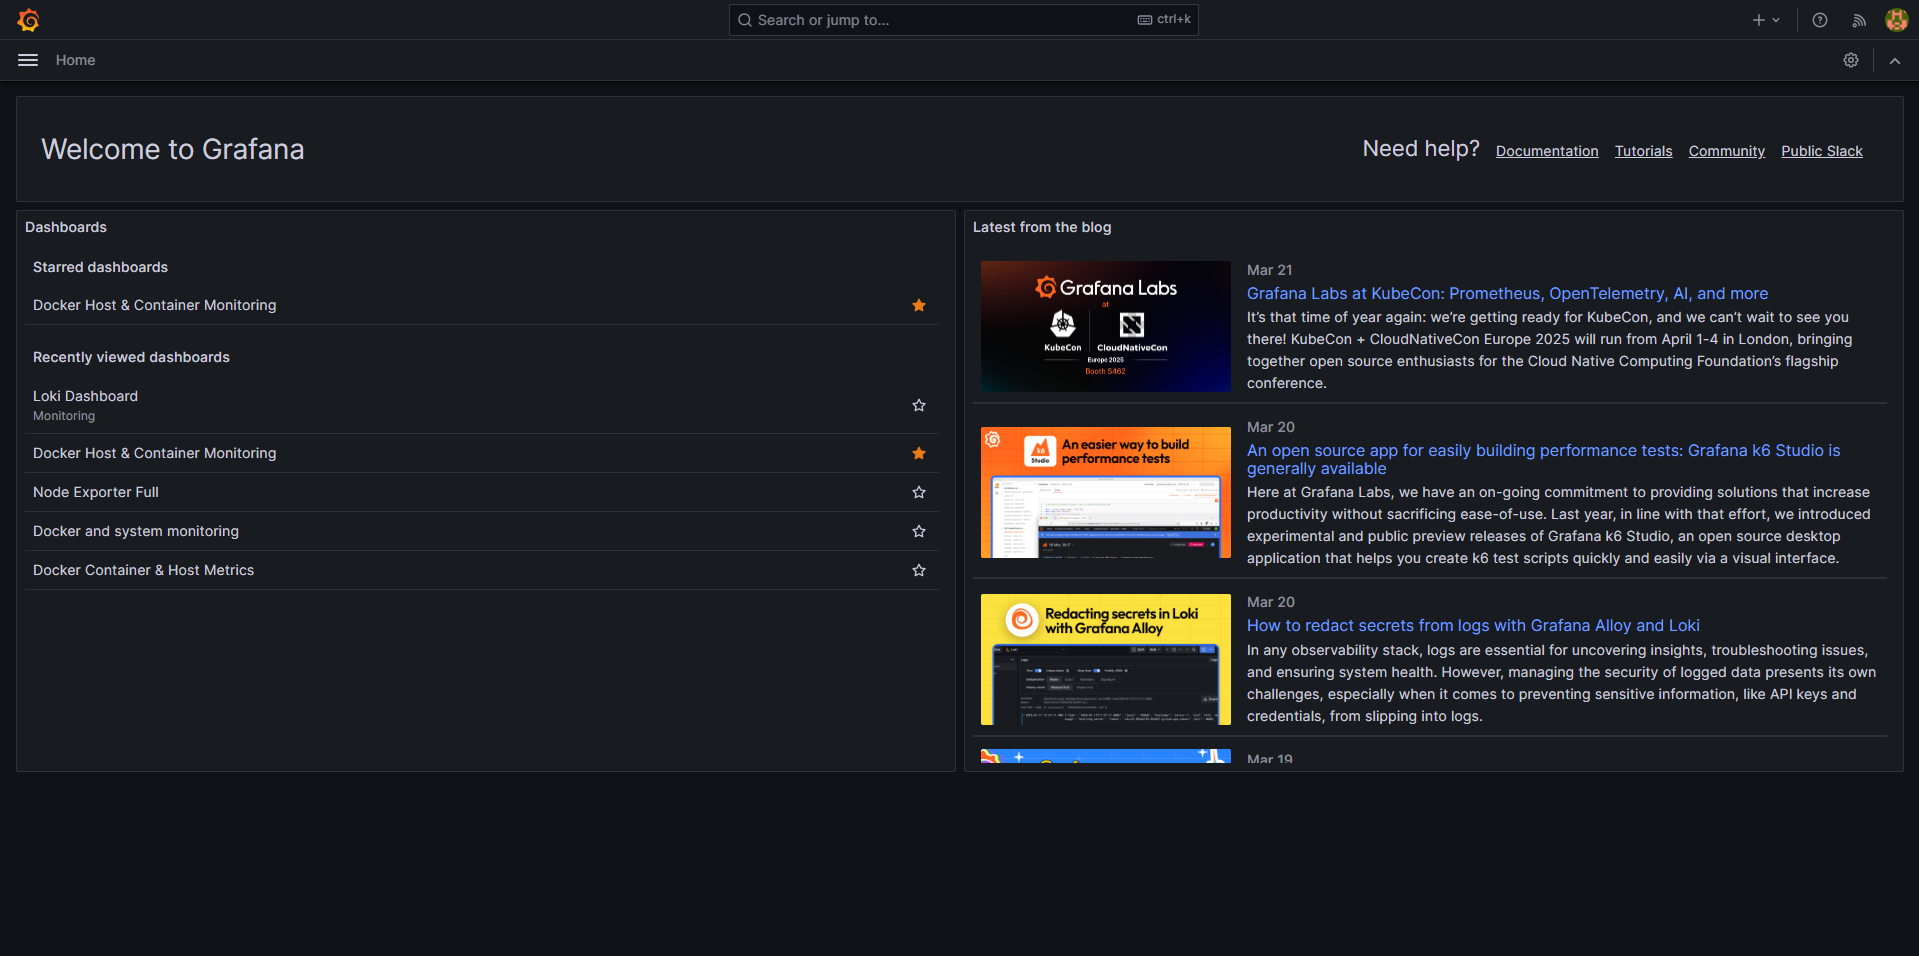 Search or jump to...
ctrl+k
Home
Welcome to Grafana
Need help?
Documentation
Tutorials
Community
Public Slack
Dashboards
Starred dashboards
Docker Host & Container Monitoring
Recently viewed dashboards
Loki Dashboard
Monitoring
Docker Host & Container Monitoring
Node Exporter Full
Docker and system monitoring
Docker Container & Host Metrics
Latest from the blog
Grafana Labs
at
KubeCon
CloudNativeCon
Europe 2025
Booth S462
Mar 21
Grafana Labs at KubeCon: Prometheus, OpenTelemetry, AI, and more
It’s that time of year again: we’re getting ready for KubeCon, and we can’t wait to see you
there! KubeCon + CloudNativeCon Europe 2025 will run from April 1-4 in London, bringing
together open source enthusiasts for the Cloud Native Computing Foundation’s flagship
conference.
k6
Studio
An easier way to build
performance tests
Mar 20
An open source app for easily building performance tests: Grafana k6 Studio is
generally available
Here at Grafana Labs, we have an on-going commitment to providing solutions that increase
productivity without sacrificing ease-of-use. Last year, in line with that effort, we introduced
experimental and public preview releases of Grafana k6 Studio, an open source desktop
application that helps you create k6 test scripts quickly and easily via a visual interface.
Redacting secrets in Loki
with Grafana Alloy
Mar 20
How to redact secrets from logs with Grafana Alloy and Loki
In any observability stack, logs are essential for uncovering insights, troubleshooting issues,
and ensuring system health. However, managing the security of logged data presents its own
challenges, especially when it comes to preventing sensitive information, like API keys and
credentials, from slipping into logs.
Mar 19